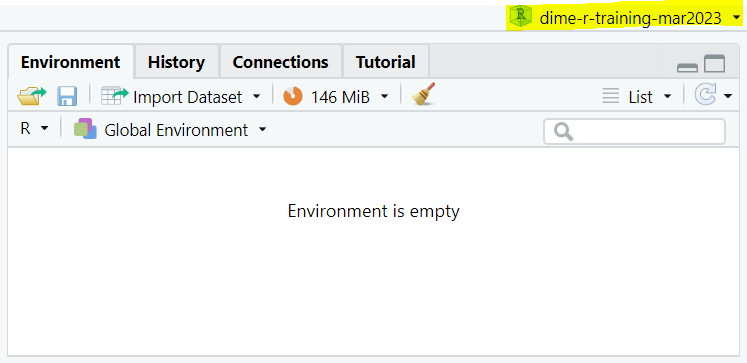 dime-r-training-mar2023
Environment History Connections Tutorial
Import Dataset 146 MiB List
R Global Environment
Environment is empty